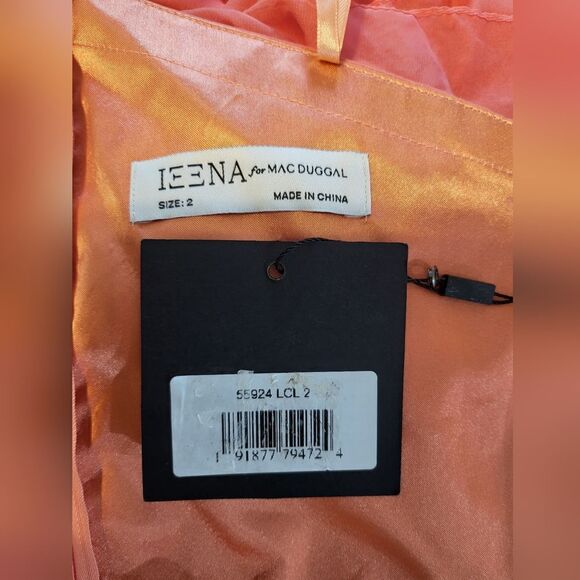 IEENA for MAC DUGGAL
SIZE: 2 MADE IN CHINA
55924 LCL 2
1 91877 79472 4